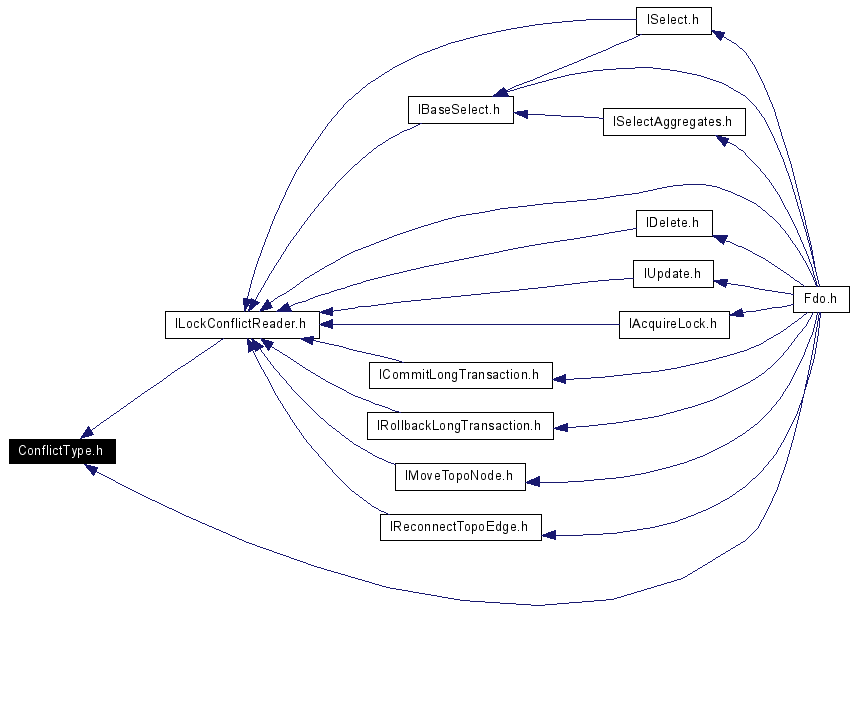 ISelect.h
IBaseSelect.h
ISelectAggregates.h
IDelete.h
IUpdate.h
Fdo.h
ILockConflictReader.h
IAcquireLock.h
ICommitLongTransaction.h
IRollbackLongTransaction.h
ConflictType.h
IMoveTopoNode.h
IReconnectTopoEdge.h